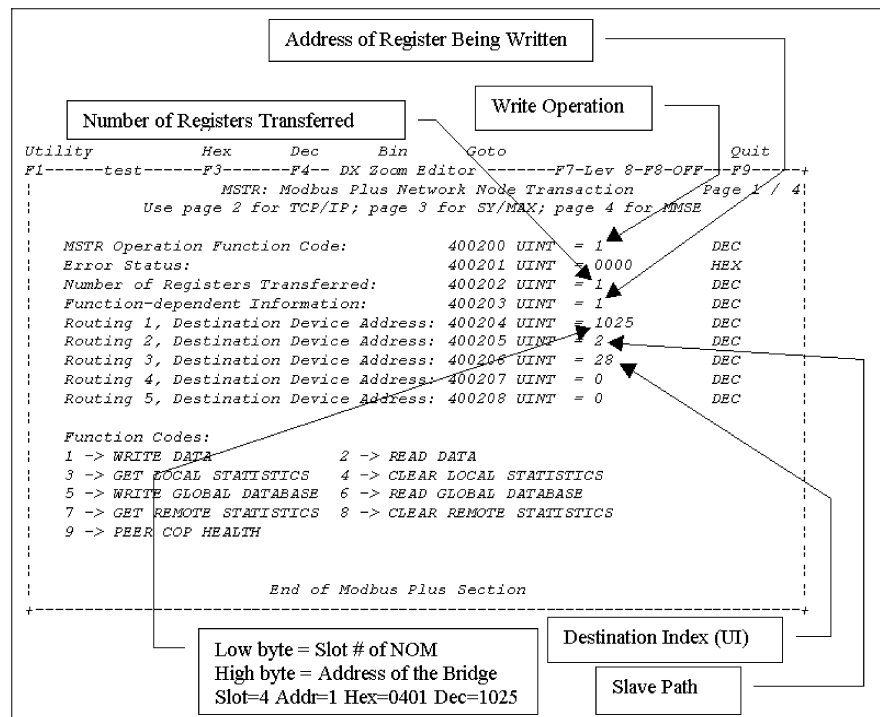 Address of Register Being Written
Write Operation
Number of Registers Transferred
Utility Hex Dec Bin Goto Quit
F1------test------F3-------F4-- DX Zoom Editor -------F7-Lev 8-F8-OFF--F9----+
MSTR: Modbus Plus Network Node Transaction Page 1 / 4
Use page 2 for TCP/IP; page 3 for SY/MAX; page 4 for MMSE
MSTR Operation Function Code: 400200 UINT = 1 DEC
Error Status: 400201 UINT = 0000 HEX
Number of Registers Transferred: 400202 UINT = 1 DEC
Function-dependent Information: 400203 UINT = 1 DEC
Routing 1, Destination Device Address: 400204 UINT = 1025 DEC
Routing 2, Destination Device Address: 400205 UINT = 2 DEC
Routing 3, Destination Device Address: 400206 UINT = 28 DEC
Routing 4, Destination Device Address: 400207 UINT = 0 DEC
Routing 5, Destination Device Address: 400208 UINT = 0 DEC
Function Codes:
1 -> WRITE DATA 2 -> READ DATA
3 -> GET LOCAL STATISTICS 4 -> CLEAR LOCAL STATISTICS
5 -> WRITE GLOBAL DATABASE 6 -> READ GLOBAL DATABASE
7 -> GET REMOTE STATISTICS 8 -> CLEAR REMOTE STATISTICS
9 -> PEER COP HEALTH
End of Modbus Plus Section
Low byte = Slot # of NOM
High byte = Address of the Bridge
Slot=4 Addr=1 Hex=0401 Dec=1025
Destination Index (UI)
Slave Path